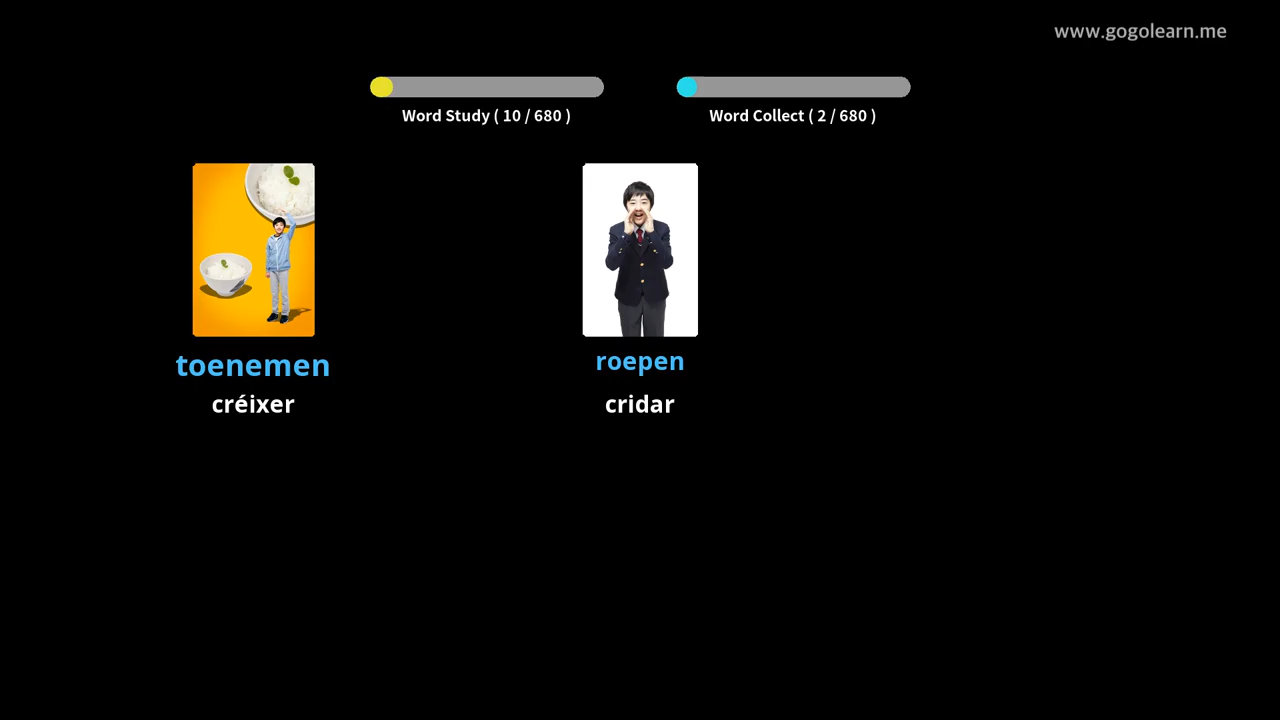 www.gogolearn.me
Word Study ( 10 / 680 )
Word Collect ( 2 / 680 )
toenemen
créixer
roepen
cridar